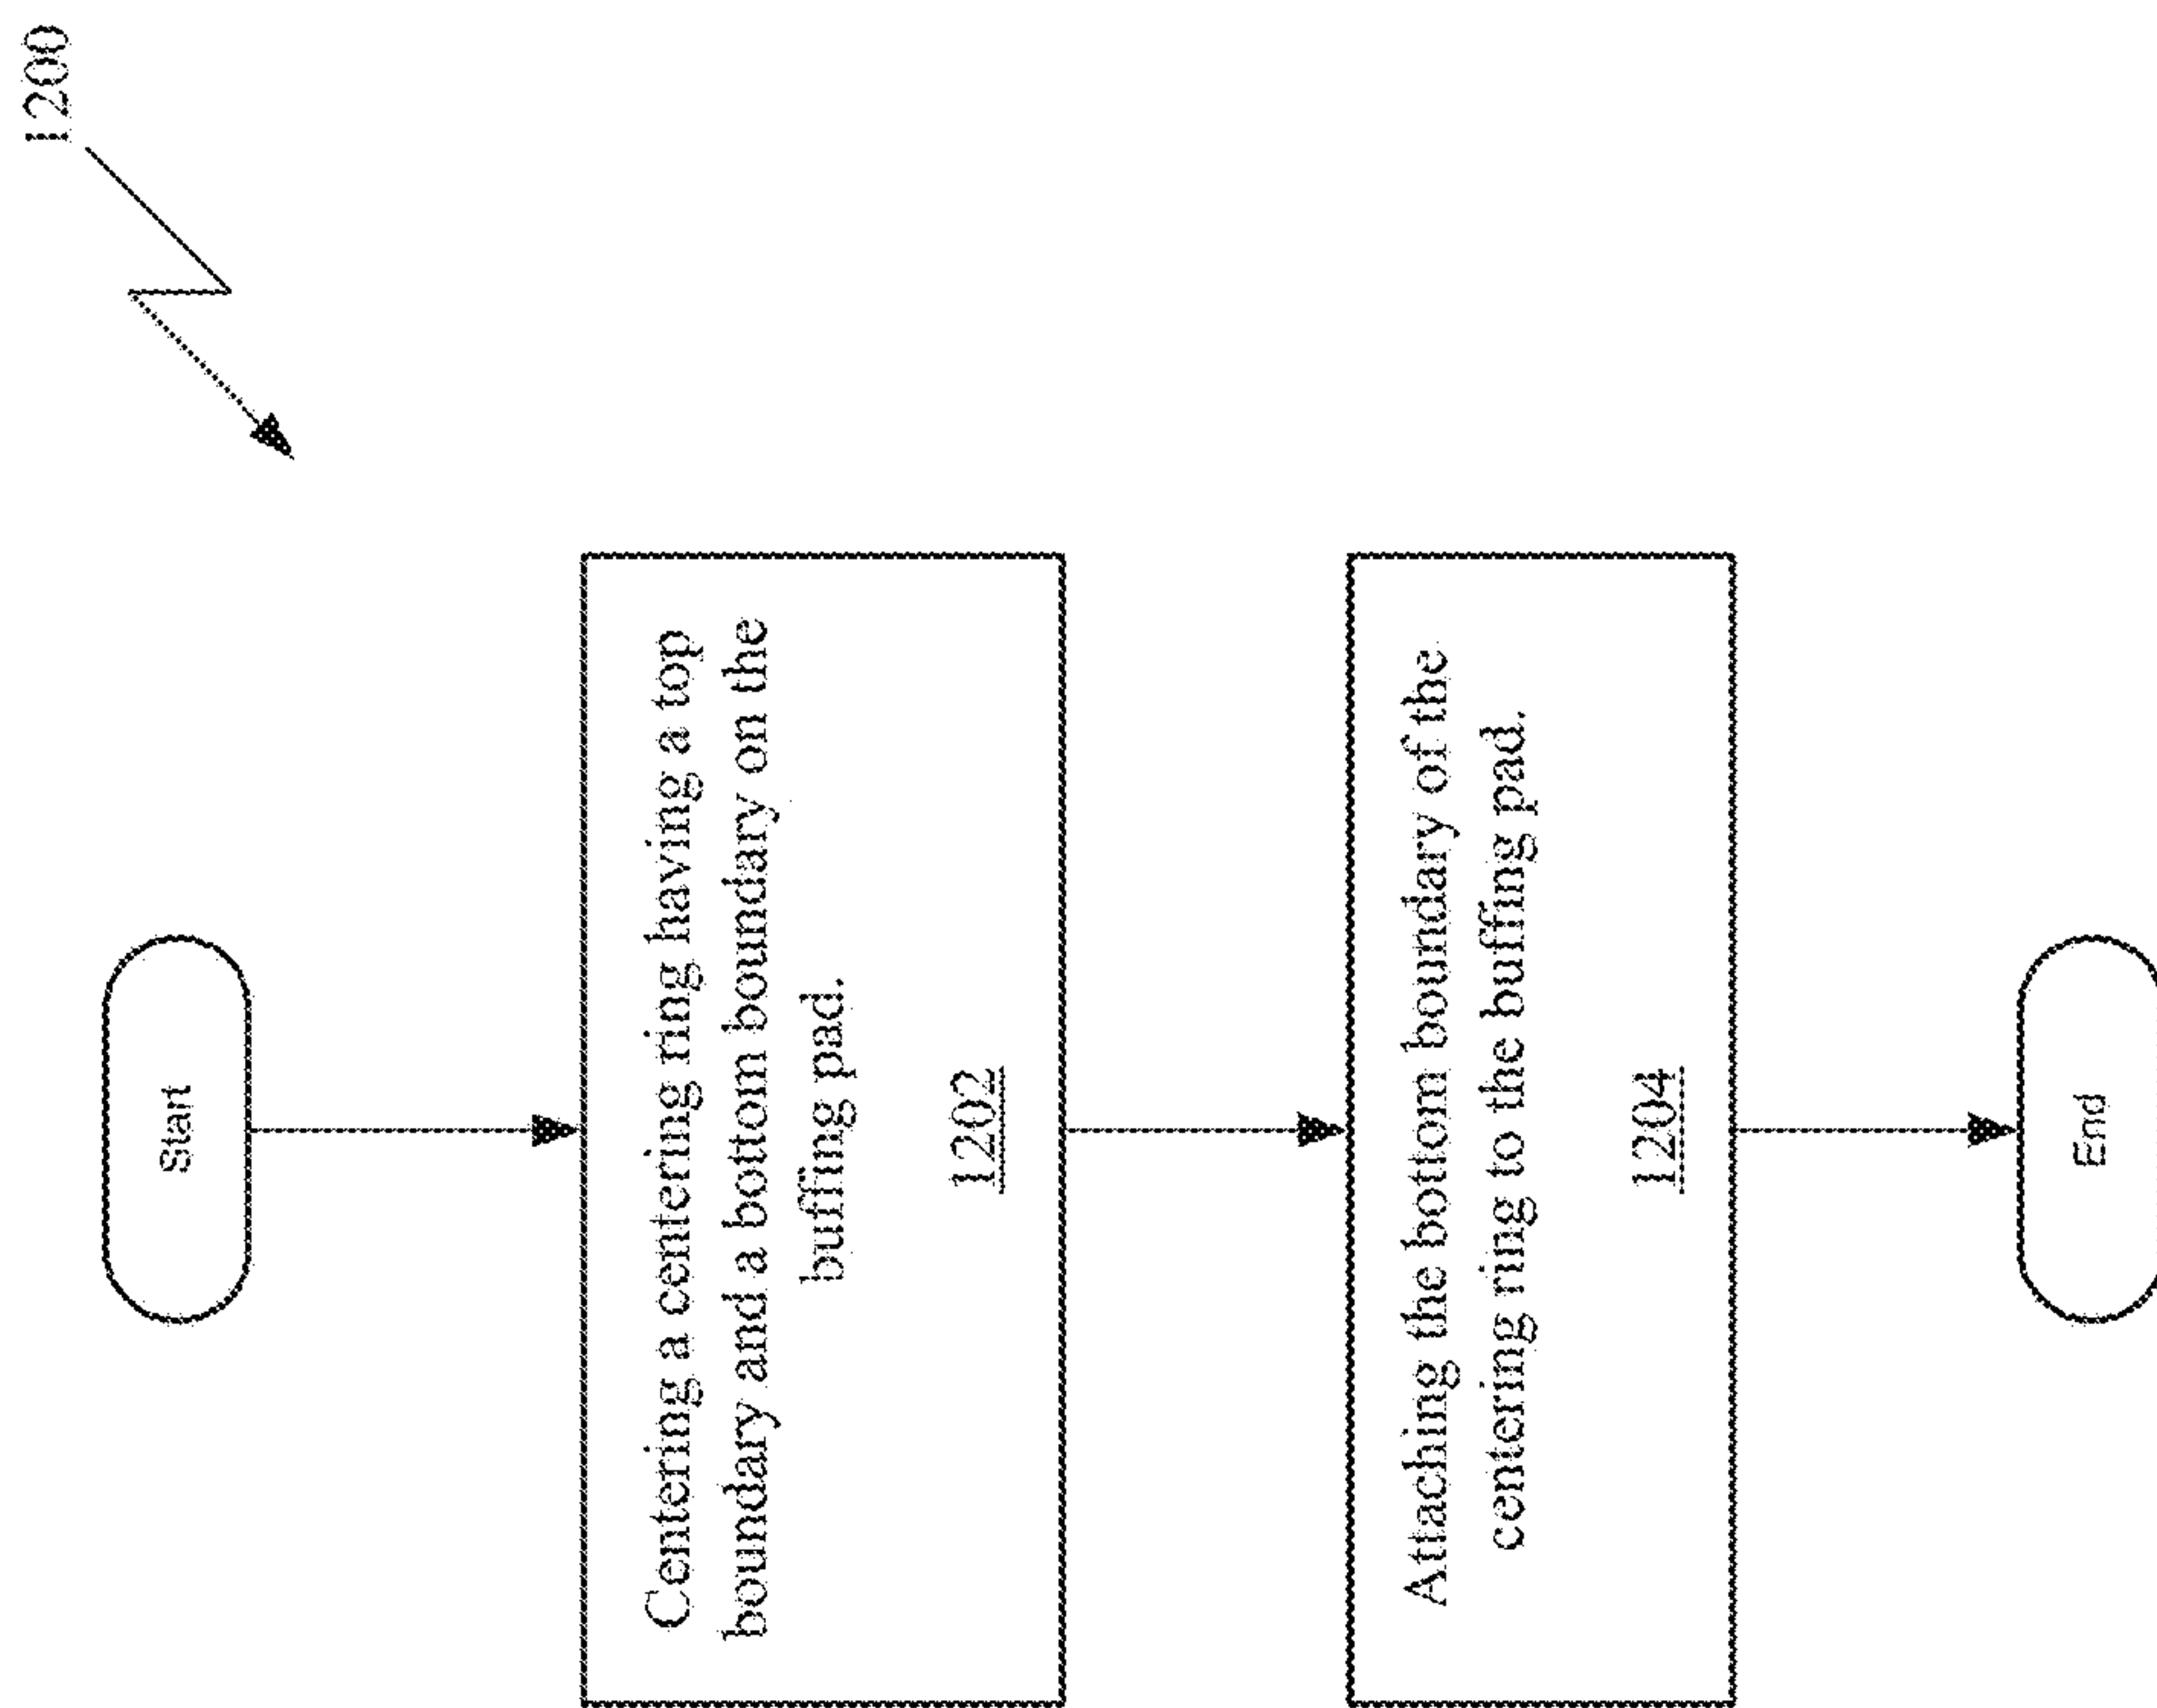 1200
Start
Centering a centering ring having a top
boundary and a bottom boundary on the
buffing pad.
1202
Attaching the bottom boundary of the
centering ring to the buffing pad.
1204
End